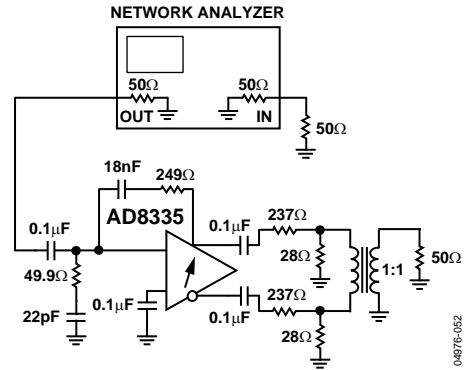 NETWORK ANALYZER
50Ω
50Ω
OUT
IN
50Ω
18nF
249Ω
AD8335
0.1µF
237Ω
0.1µF
28Ω
49.9Ω
1:1
50Ω
237Ω
0.1µF
0.1µF
22pF
28Ω
04976-052